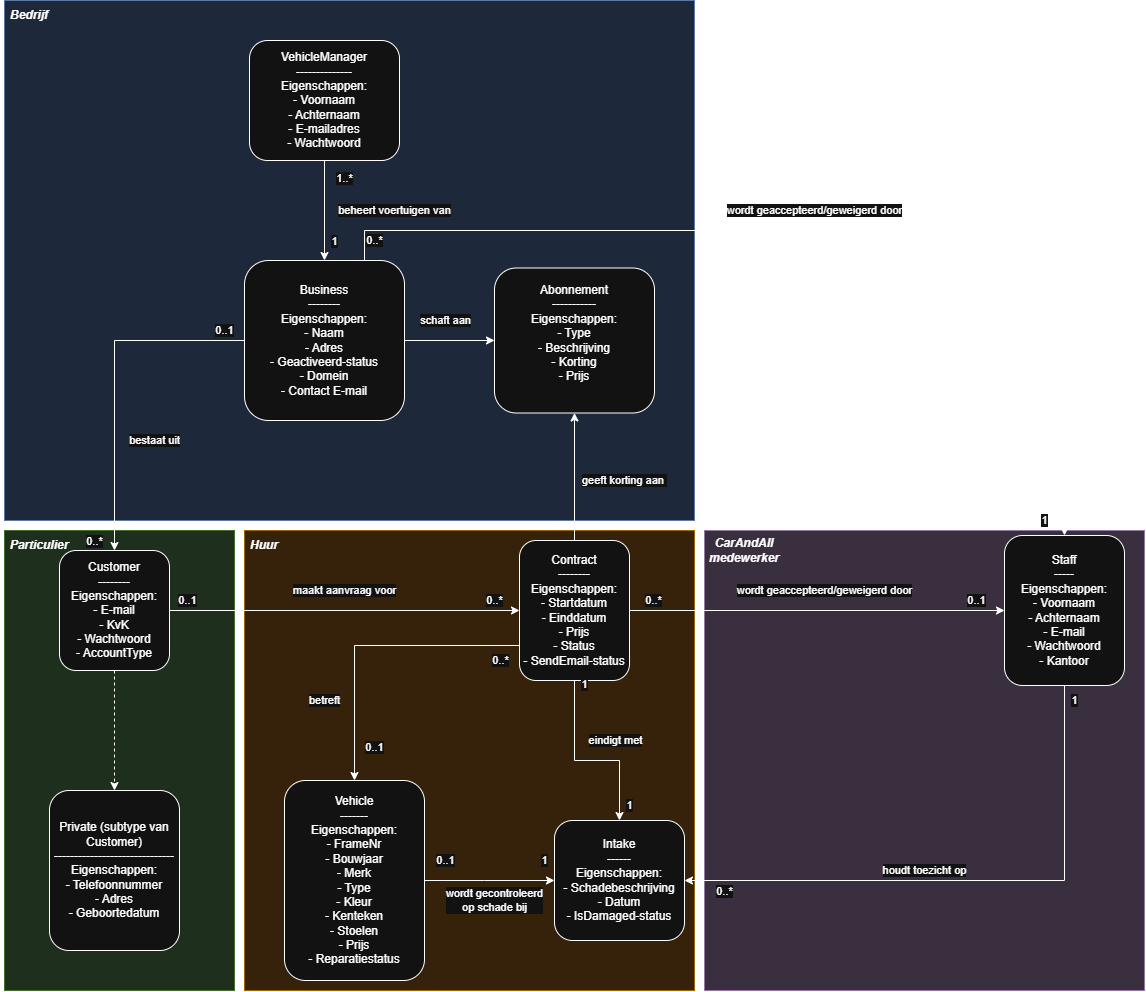 Bedrijf
VehicleManager
--------------
Eigenschappen:
- Voornaam
- Achternaam
- E-mailadres
- Wachtwoord
1..*
beheert voertuigen van
1
0..*
wordt geaccepteerd/geweigerd door
Business
--------
Eigenschappen:
- Naam
- Adres
- Geactiveerd-status
- Domein
- Contact E-mail
schaft aan
Abonnement
-----------
Eigenschappen:
- Type
- Beschrijving
- Korting
- Prijs
0..1
bestaat uit
0..*
geeft korting aan
1
Particulier
Customer
--------
Eigenschappen:
- E-mail
- KvK
- Wachtwoord
- AccountType
0..1
maakt aanvraag voor
0..*
Private (subtype van
Customer)
------------------------------
Eigenschappen:
- Telefoonnummer
- Adres
- Geboortedatum
Huur
Contract
--------
Eigenschappen:
- Startdatum
- Einddatum
- Prijs
- Status
- SendEmail-status
0..*
wordt geaccepteerd/geweigerd door
0..1
0..*
betreft
0..1
1
eindigt met
1
Vehicle
-------
Eigenschappen:
- FrameNr
- Bouwjaar
- Merk
- Type
- Kleur
- Kenteken
- Stoelen
- Prijs
- Reparatiestatus
0..1
1
wordt gecontroleerd
op schade bij
Intake
------
Eigenschappen:
- Schadebeschrijving
- Datum
- IsDamaged-status
CarAndAll
medewerker
Staff
-----
Eigenschappen:
- Voornaam
- Achternaam
- E-mail
- Wachtwoord
- Kantoor
1
houdt toezicht op
0..*